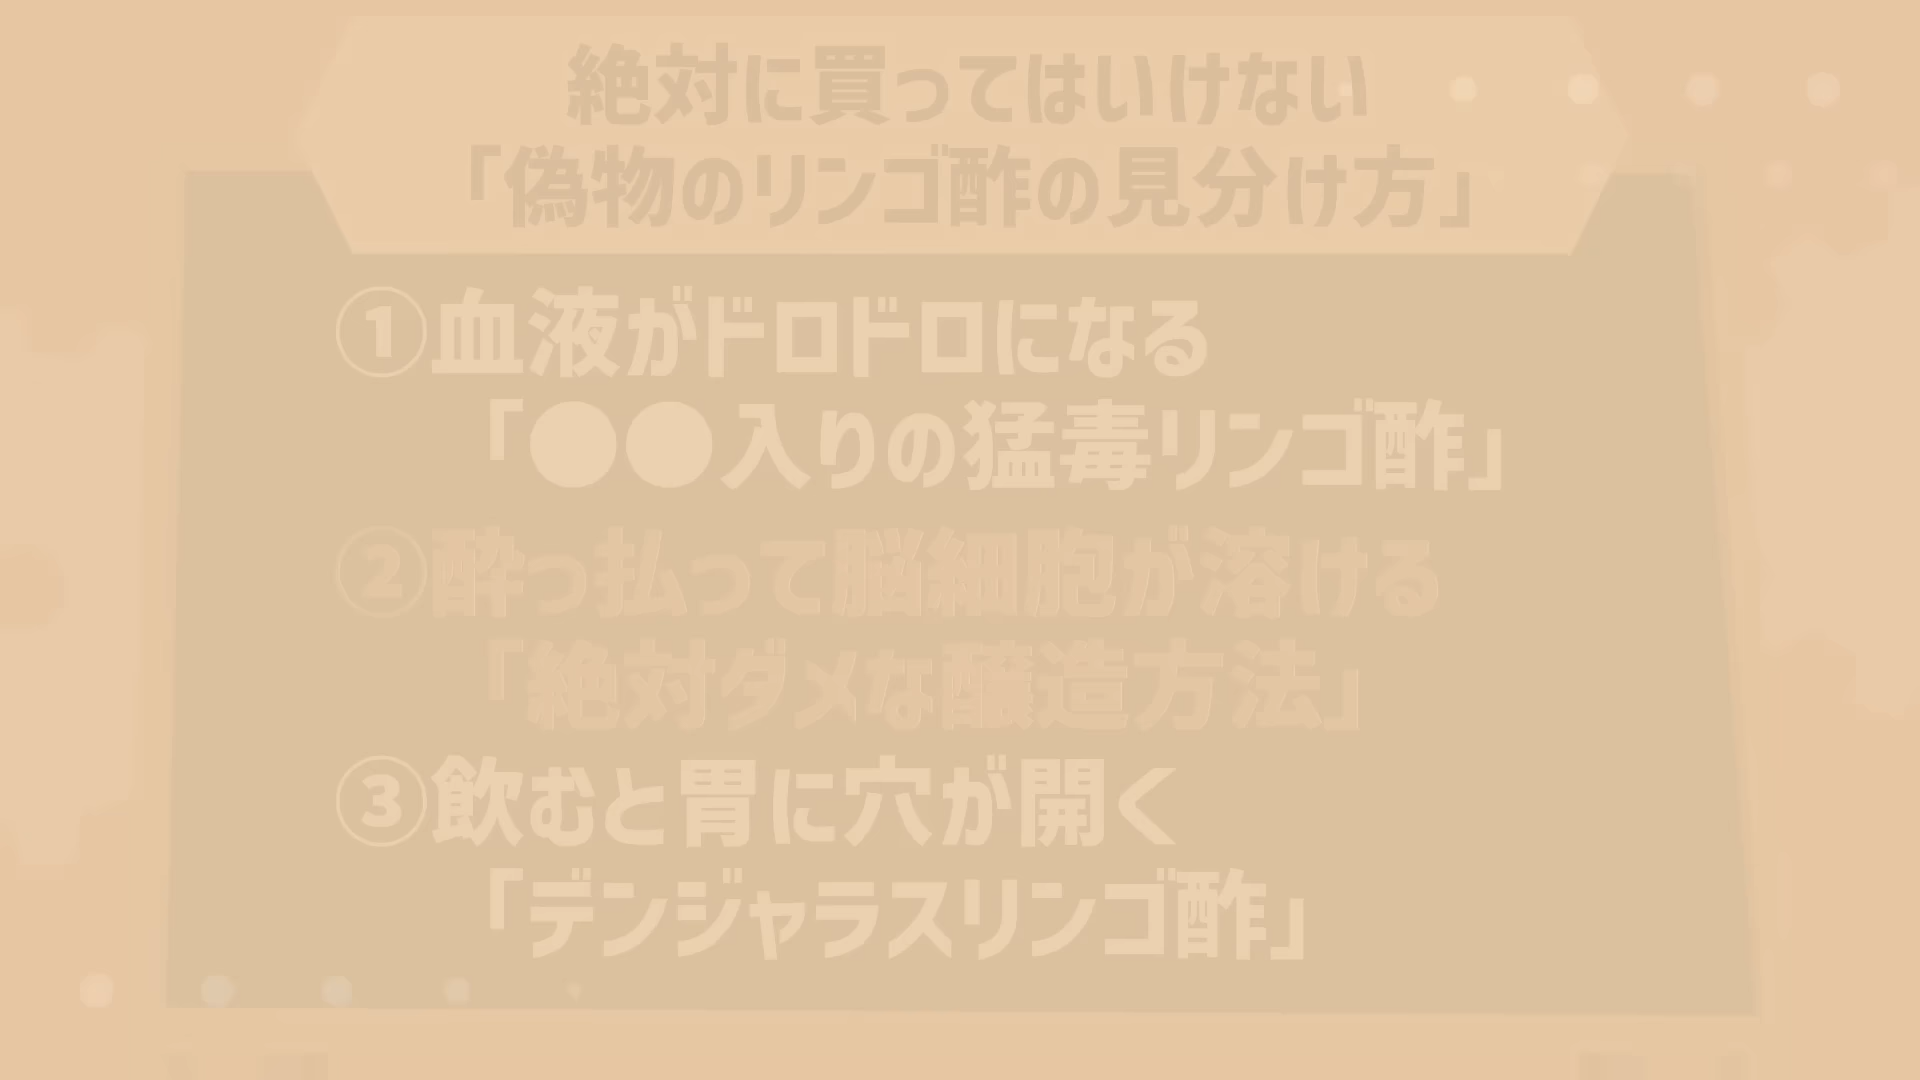 絶対に買ってはいけない
「偽物のリンゴ酢の見分け方」
①血液がドロドロになる
「●●入りの猛毒リンゴ酢」
②酔っ払って脳細胞が溶ける
「絶対ダメな醸造方法」
③飲むと胃に穴が開く
「デンジャラスリンゴ酢」